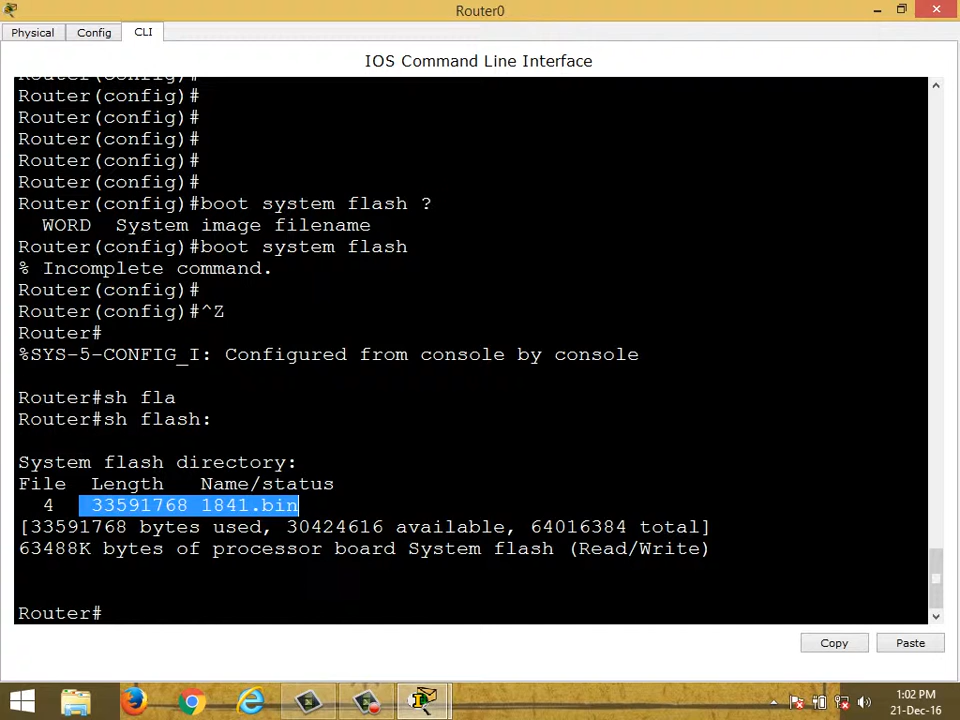 Router0
Physical Config CLI
IOS Command Line Interface
Router(config)#
Router(config)#
Router(config)#
Router(config)#
Router(config)#
Router(config)#
Router(config)#boot system flash ?
WORD System image filename
Router(config)#boot system flash
% Incomplete command.
Router(config)#
Router(config)#^Z
Router#
%SYS-5-CONFIG_I: Configured from console by console
Router#sh fla
Router#sh flash:
System flash directory:
File Length Name/status
4 33591768 1841.bin
[33591768 bytes used, 30424616 available, 64016384 total]
63488K bytes of processor board System flash (Read/Write)
Router#
Copy Paste
1:02 PM
21-Dec-16